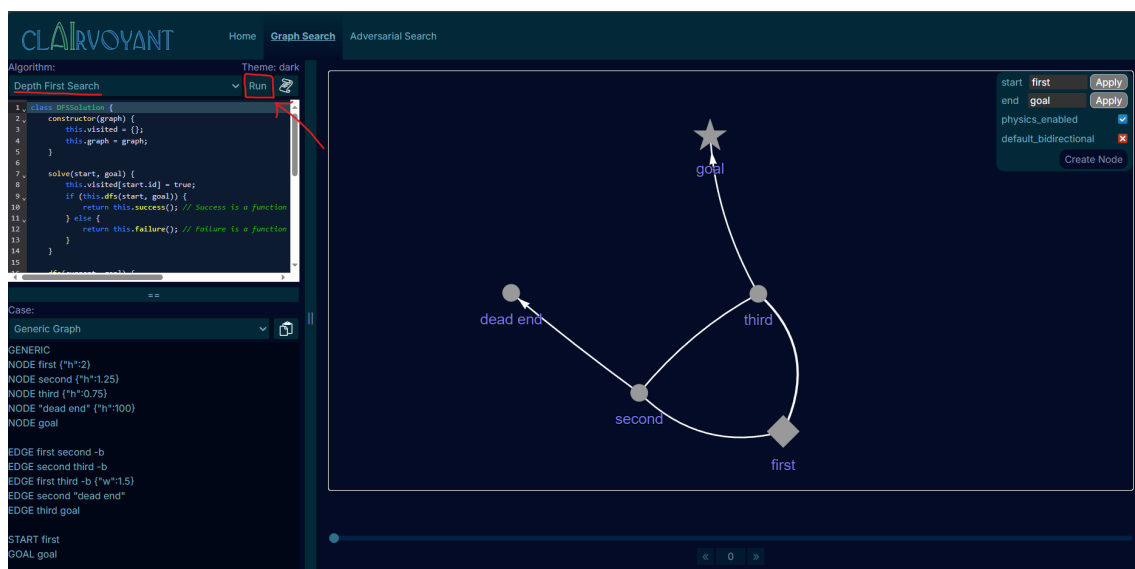 CLAIRVOYANT
Home Graph Search Adversarial Search
Algorithm: Theme: dark
Depth First Search Run
1 class DFSSolution {
2 constructor(graph) {
3 this.visited = {};
4 this.graph = graph;
5 }
6
7 solve(start, goal) {
8 this.visited[start.id] = true;
9 if (this.dfs(start, goal)) {
10 return this.success(); // Success is a function
11 } else {
12 return this.failure(); // Failure is a function
13 }
14 }
15
==
Case:
Generic Graph
GENERIC
NODE first {"h":2}
NODE second {"h":1.25}
NODE third {"h":0.75}
NODE "dead end" {"h":100}
NODE goal
EDGE first second -b
EDGE second third -b
EDGE first third -b {"w":1.5}
EDGE second "dead end"
EDGE third goal
START first
GOAL goal
goal
dead end
third
second
first
start first Apply
end goal Apply
physics_enabled
default_bidirectional
Create Node
« 0 »